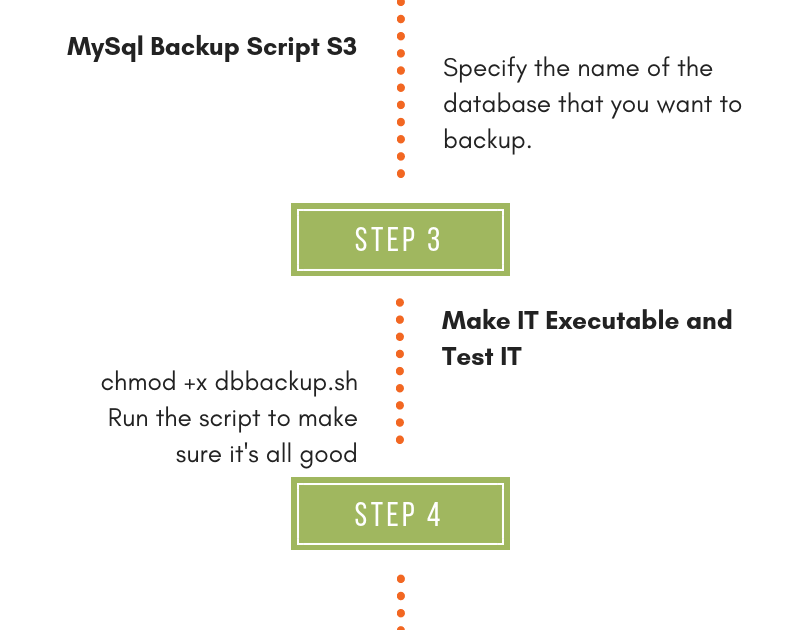 MySql Backup Script S3
Specify the name of the
database that you want to
backup.
STEP 3
Make IT Executable and
Test IT
chmod +x dbbackup.sh
Run the script to make
sure it's all good
STEP 4